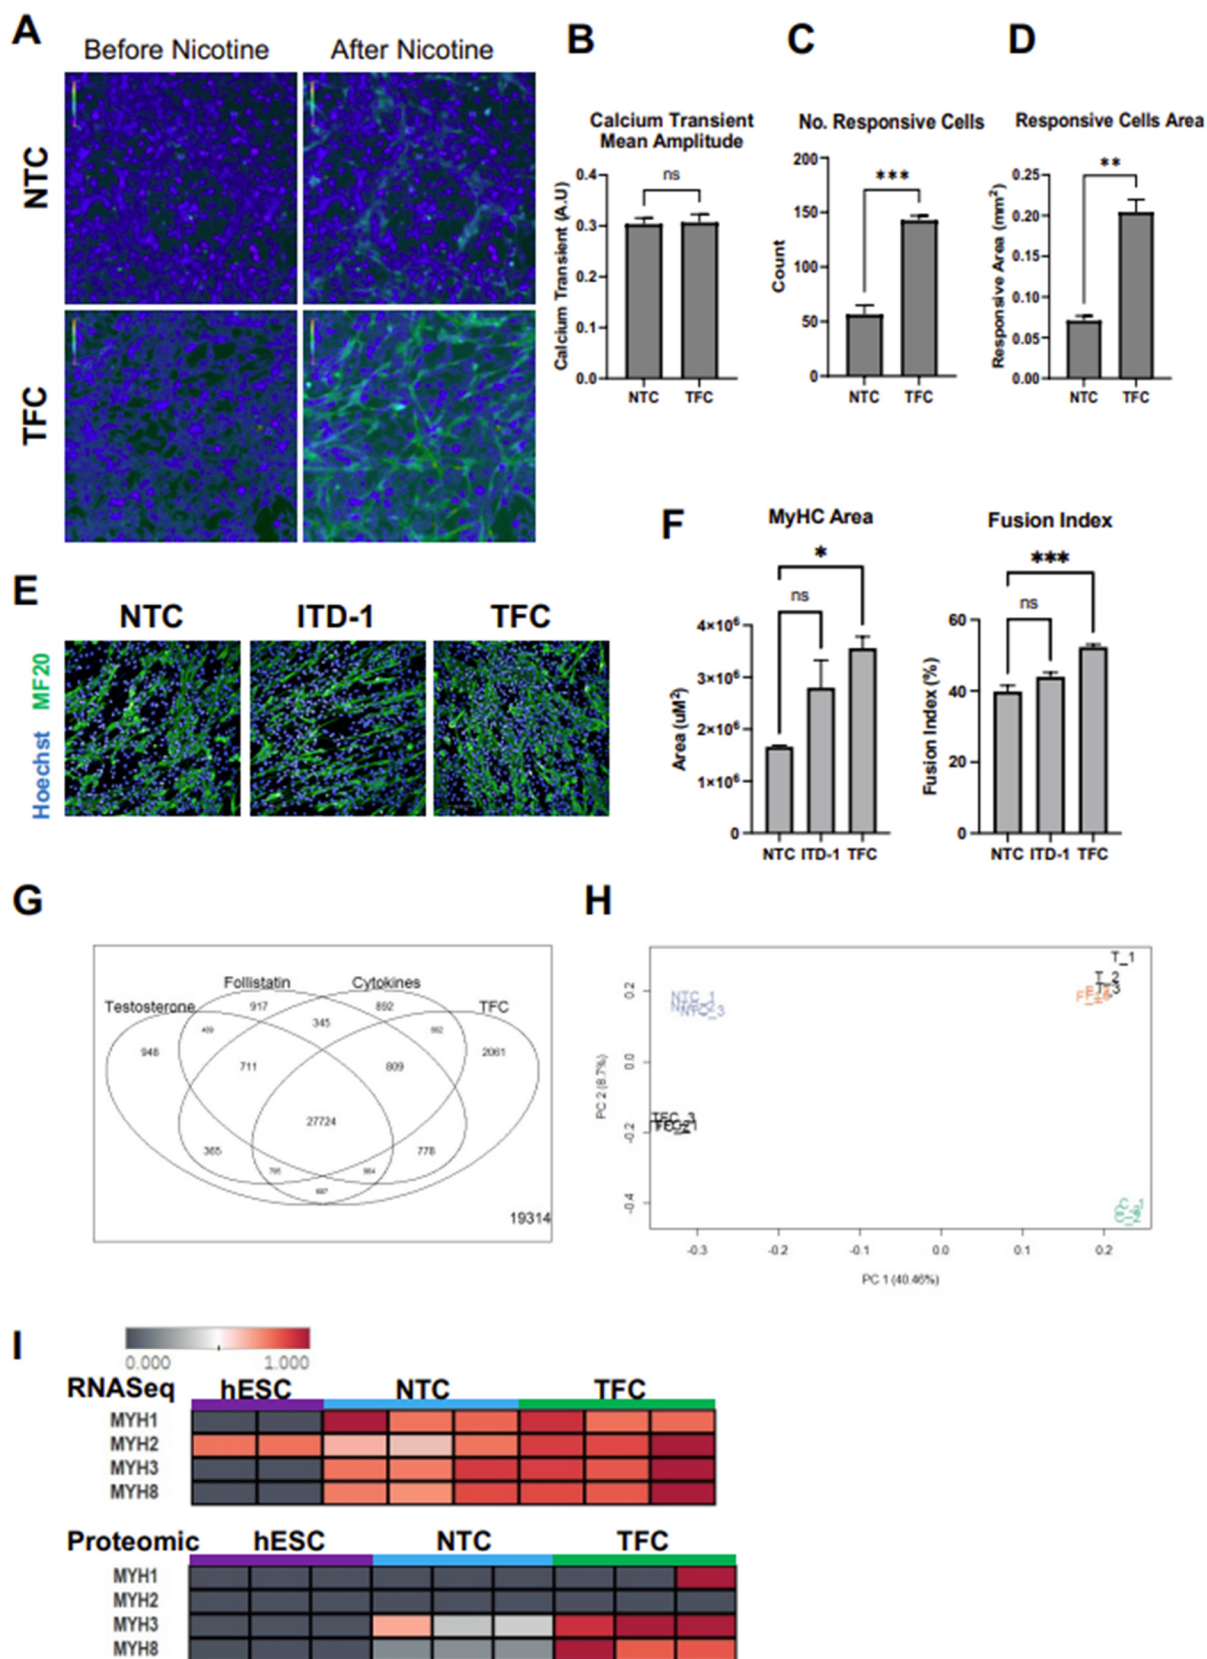 A
Before Nicotine
After Nicotine
NTC
TFC
B
Calcium Transient
Mean Amplitude
ns
Calcium Transient (A.U)
0.4
0.3
0.2
0.1
0.0
NTC
TFC
C
No. Responsive Cells
***
Count
200
150
100
50
0
NTC
TFC
D
Responsive Cells Area
**
Responsive Area (mm²)
0.25
0.20
0.15
0.10
0.05
0.00
NTC
TFC
E
NTC
ITD-1
TFC
Hoechst MF20
F
MyHC Area
*
ns
Area (uM²)
4×10⁶
3×10⁶
2×10⁶
1×10⁶
0
NTC ITD-1 TFC
Fusion Index
***
ns
Fusion Index (%)
60
40
20
0
NTC ITD-1 TFC
G
Testosterone
Follistatin
Cytokines
TFC
917
892
345
948
711
809
2061
27724
365
778
19314
H
PC 2 (8.7%)
0.2
0.0
-0.2
-0.4
NTC_1
NTC_3
TFC_3
T_1
T_2
-0.3
-0.2
-0.1
0.0
0.1
0.2
PC 1 (40.46%)
I
0.000
1.000
RNASeq
hESC
NTC
TFC
MYH1
MYH2
MYH3
MYH8
Proteomic
hESC
NTC
TFC
MYH1
MYH2
MYH3
MYH8